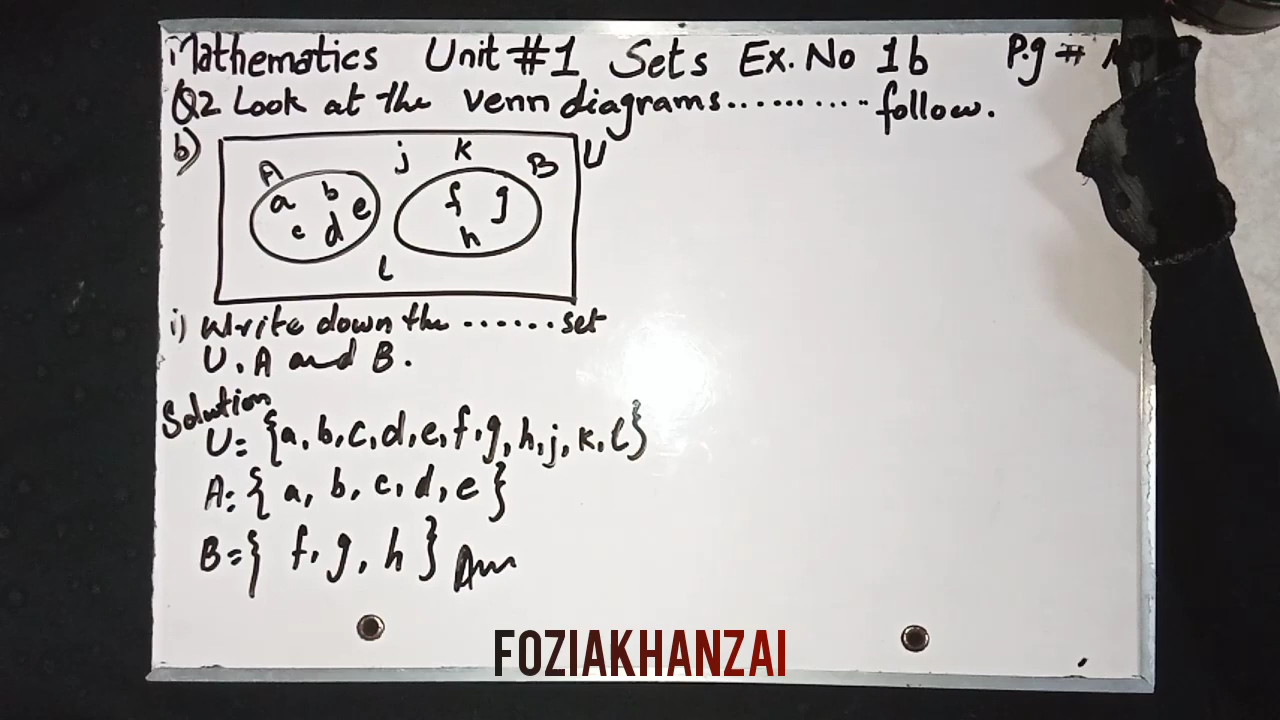 Mathematics Unit #1 Sets Ex. No 1b P.g #
Q2 Look at the venn diagrams.......... follow.
b)
j k U
A B
a b e f g
c d h
l
i) Write down the ...... set
U, A and B.
Solution
U= {a, b, c, d, e, f, g, h, j, k, l}
A= { a, b, c, d, e }
B= { f, g, h } Ans
FOZIAKHANZAI